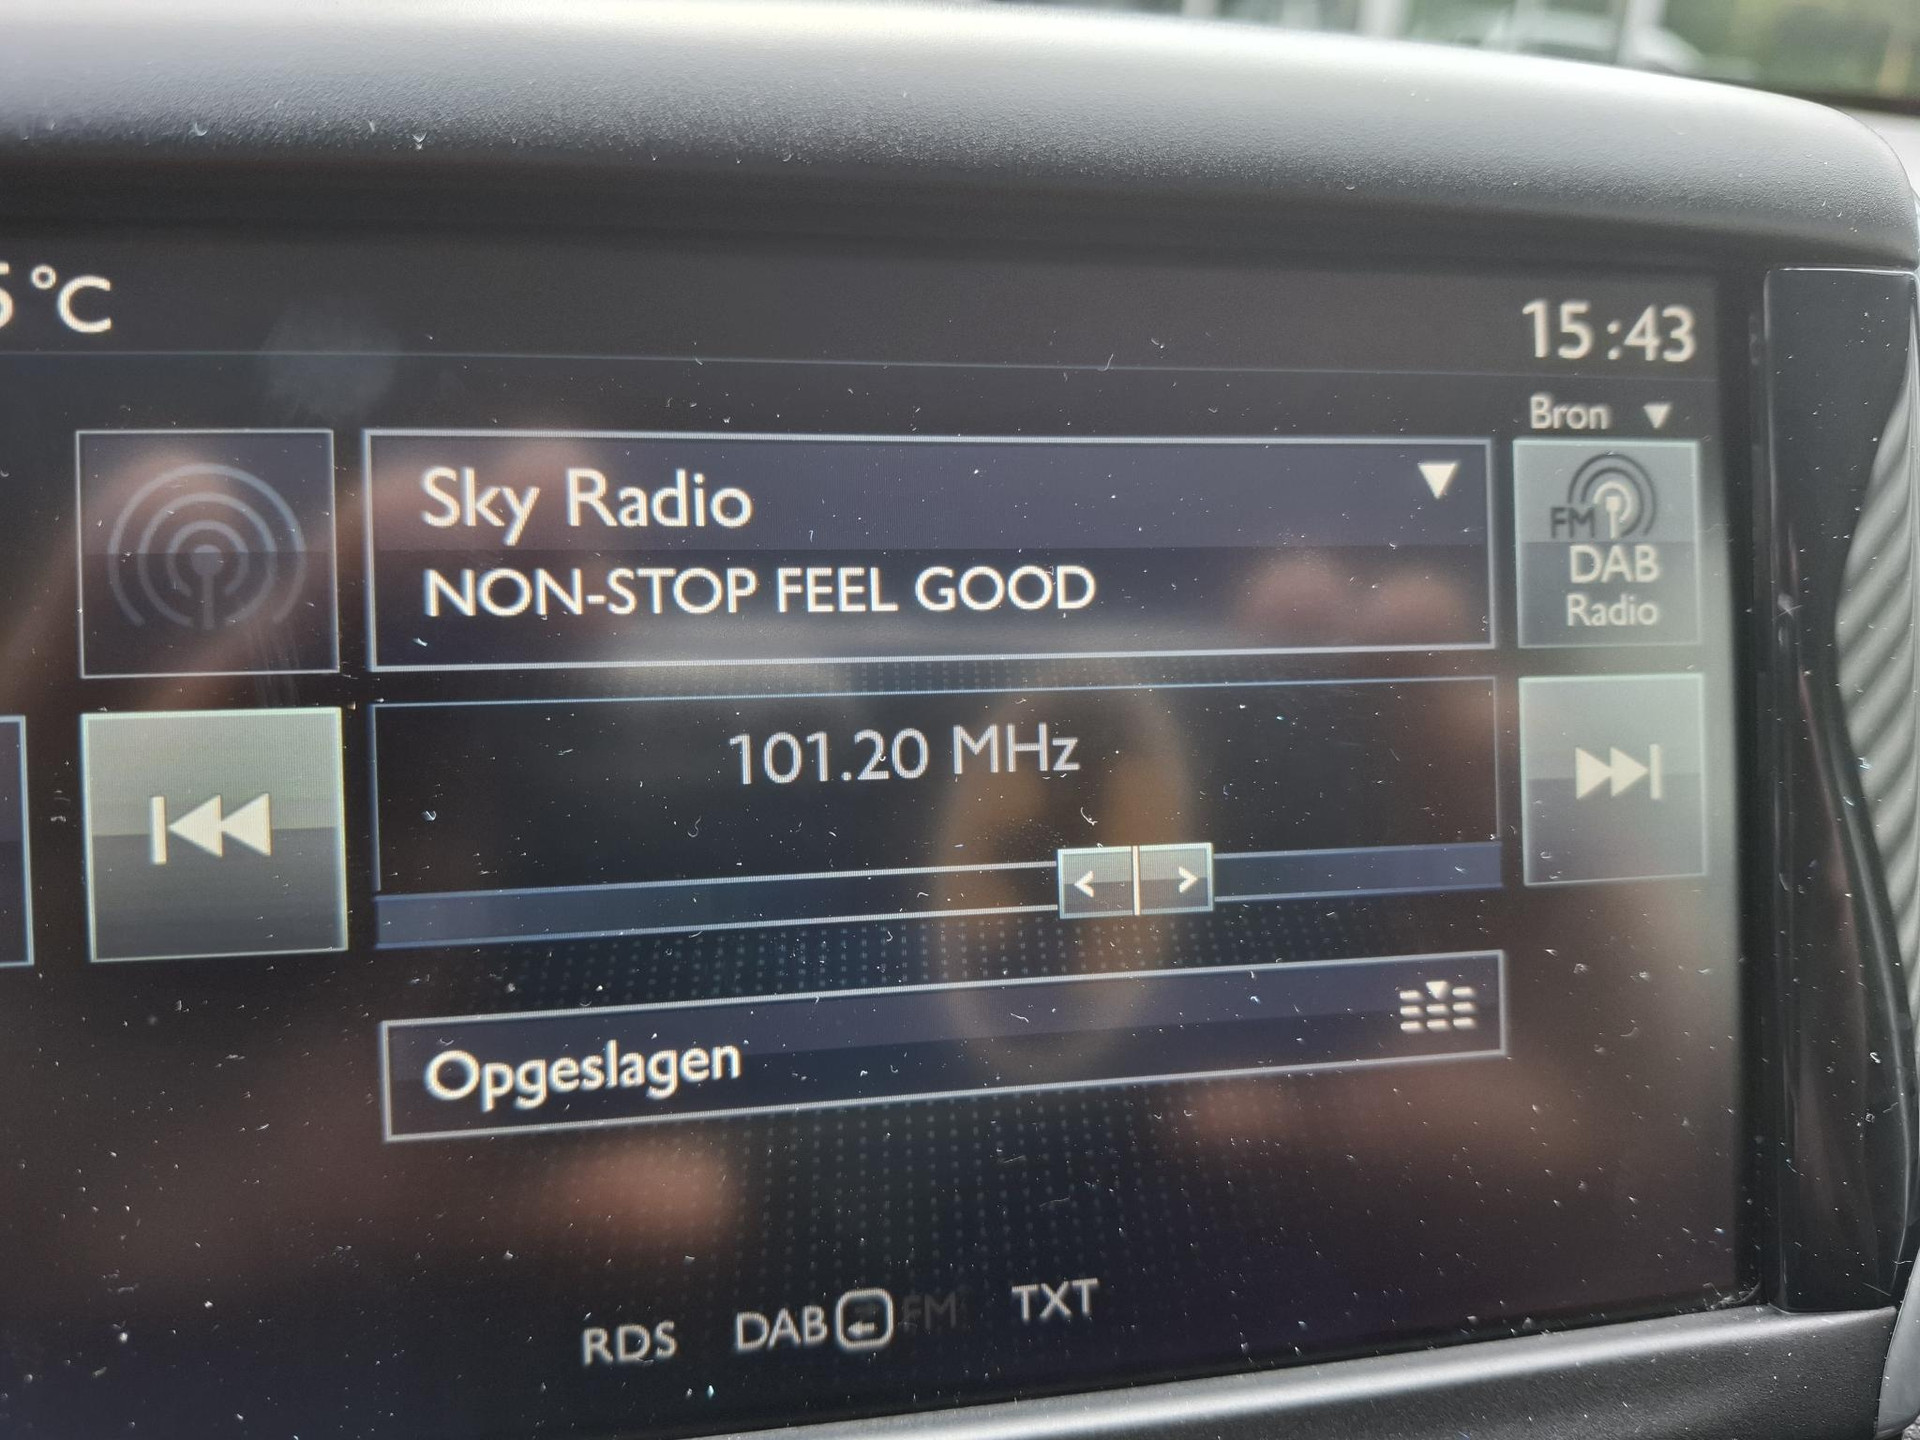 °C
15:43
Bron
Sky Radio
NON-STOP FEEL GOOD
FM
DAB
Radio
101.20 MHz
Opgeslagen
RDS DAB FM TXT